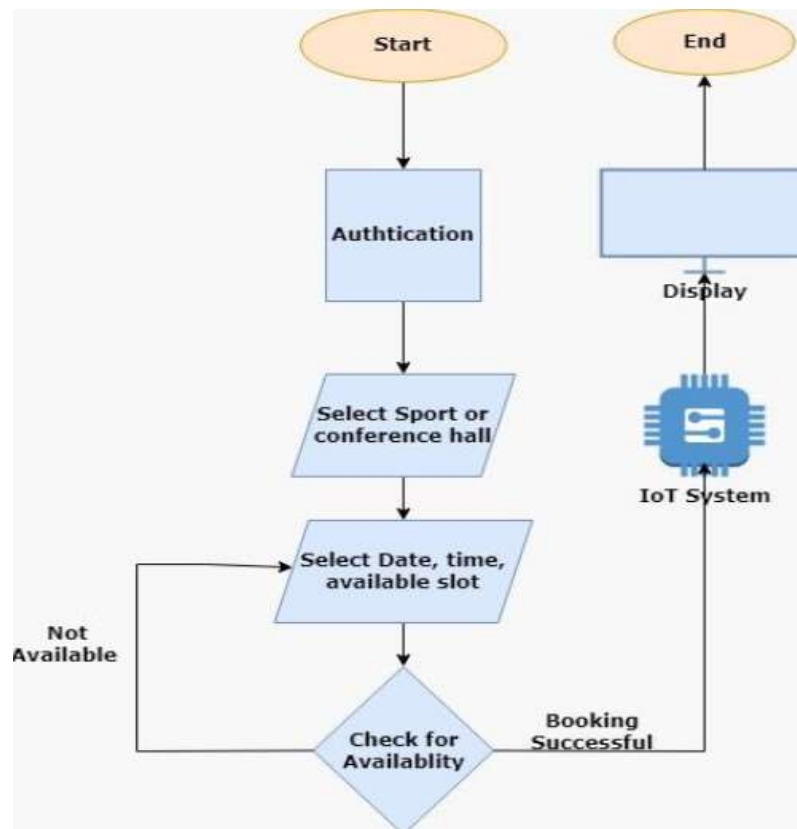 Start
End
Authtication
Display
Select Sport or
conference hall
IoT System
Select Date, time,
available slot
Not
Available
Booking
Successful
Check for
Availablity